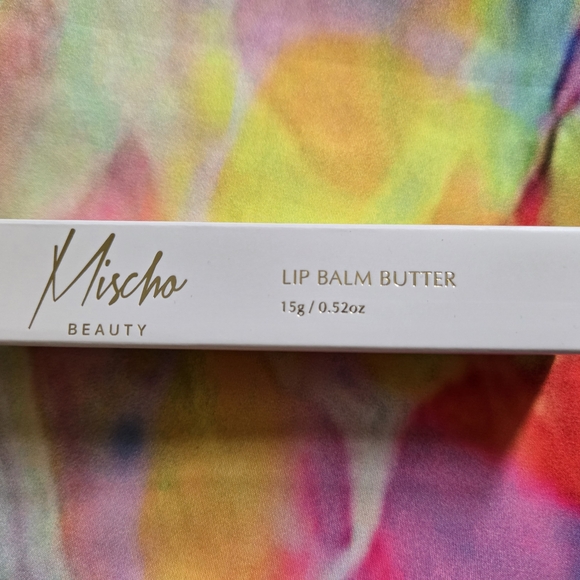 Mischo
BEAUTY
LIP BALM BUTTER
15g / 0.52oz